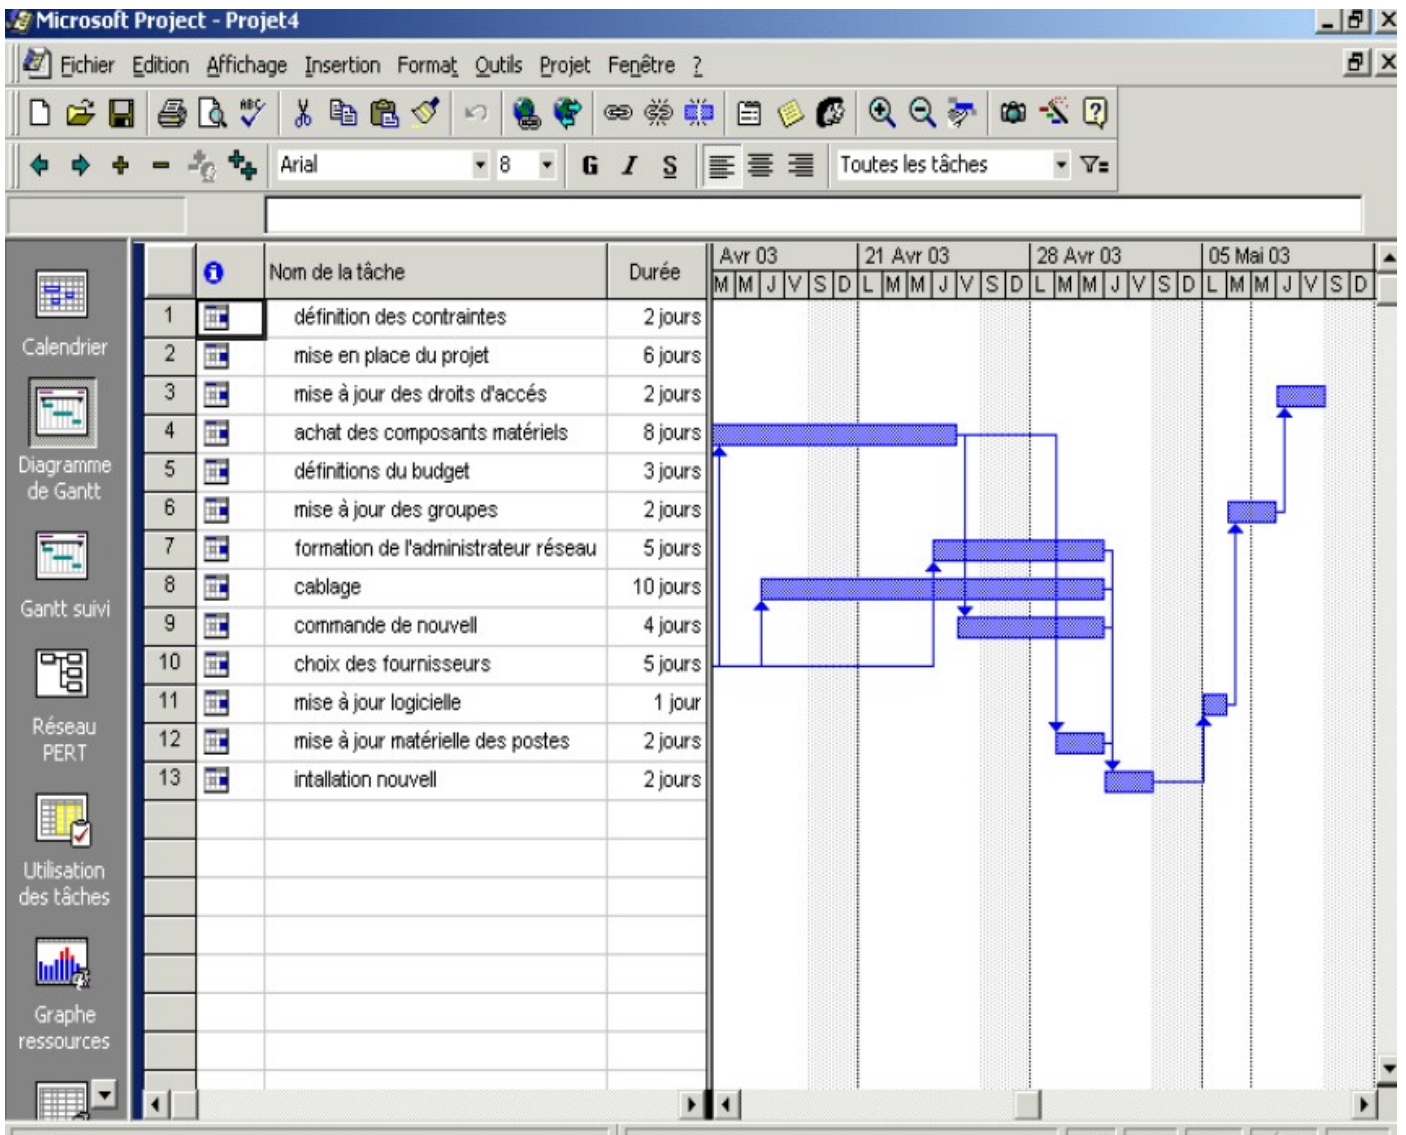 Microsoft Project - Projet4
Fichier Edition Affichage Insertion Format Outils Projet Fenêtre ?
Arial 8 G I S Toutes les tâches
Nom de la tâche Durée Avr 03 21 Avr 03 28 Avr 03 05 Mai 03
M M J V S D L M M J V S D L M M J V S D L M M J V S D
1 définition des contraintes 2 jours
2 mise en place du projet 6 jours
3 mise à jour des droits d'accés 2 jours
4 achat des composants matériels 8 jours
5 définitions du budget 3 jours
6 mise à jour des groupes 2 jours
7 formation de l'administrateur réseau 5 jours
8 cablage 10 jours
9 commande de nouvell 4 jours
10 choix des fournisseurs 5 jours
11 mise à jour logicielle 1 jour
12 mise à jour matérielle des postes 2 jours
13 intallation nouvell 2 jours
Calendrier
Diagramme
de Gantt
Gantt suivi
Réseau
PERT
Utilisation
des tâches
Graphe
ressources